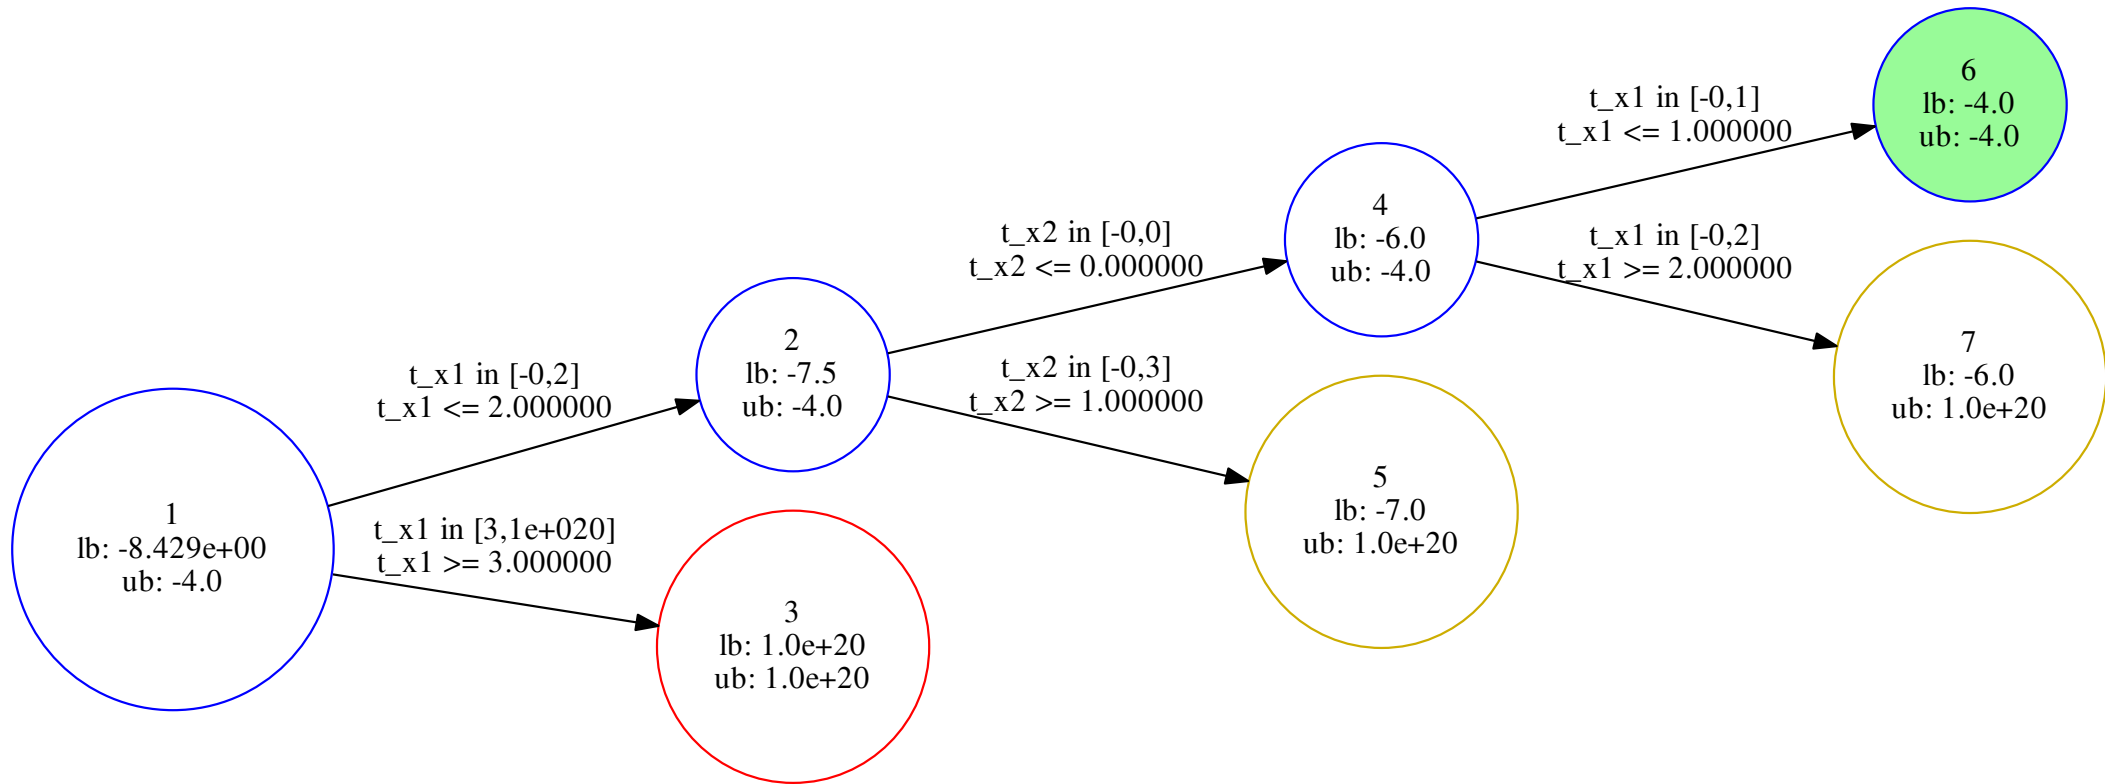 1
lb: -8.429e+00
ub: -4.0
t_x1 in [-0,2]
t_x1 <= 2.000000
t_x1 in [3,1e+020]
t_x1 >= 3.000000
2
lb: -7.5
ub: -4.0
3
lb: 1.0e+20
ub: 1.0e+20
t_x2 in [-0,0]
t_x2 <= 0.000000
t_x2 in [-0,3]
t_x2 >= 1.000000
4
lb: -6.0
ub: -4.0
5
lb: -7.0
ub: 1.0e+20
t_x1 in [-0,1]
t_x1 <= 1.000000
t_x1 in [-0,2]
t_x1 >= 2.000000
6
lb: -4.0
ub: -4.0
7
lb: -6.0
ub: 1.0e+20